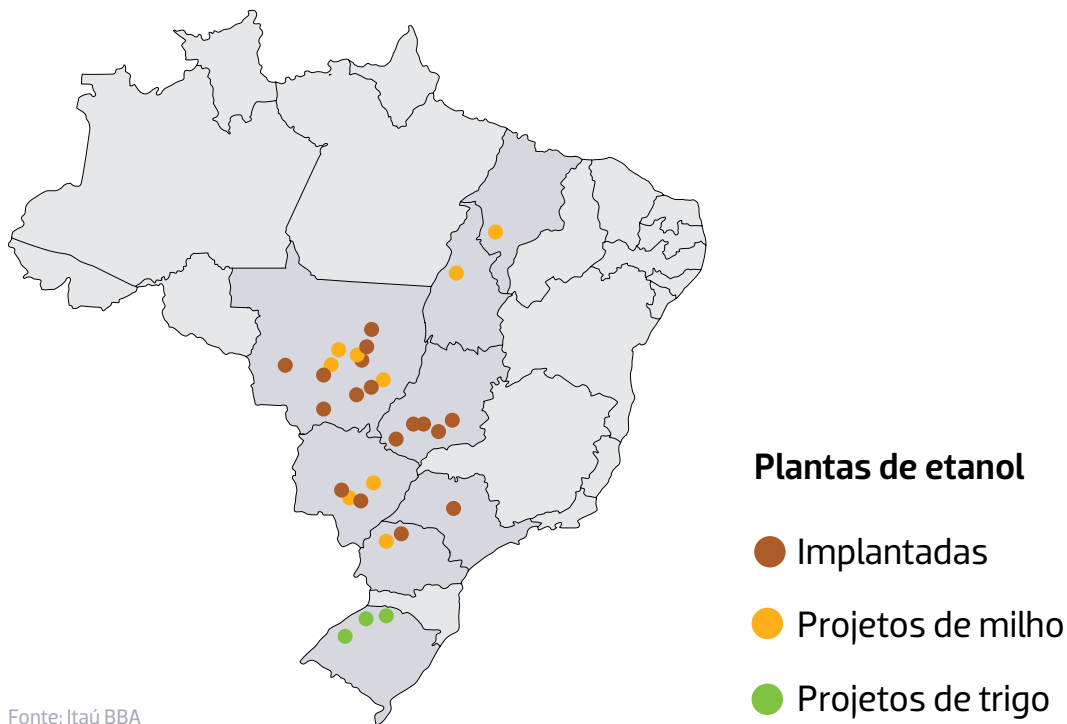 Plantas de etanol
Implantadas
Projetos de milho
Projetos de trigo
Fonte: Itaú BBA